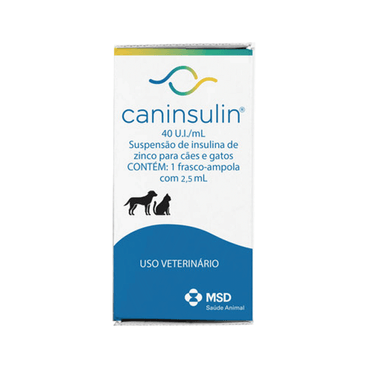 caninsulin®
40 U.I./mL
Suspensão de insulina de
zinco para cães e gatos
CONTÉM: 1 frasco-ampola
com 2,5 mL
USO VETERINÁRIO
MSD
Saúde Animal